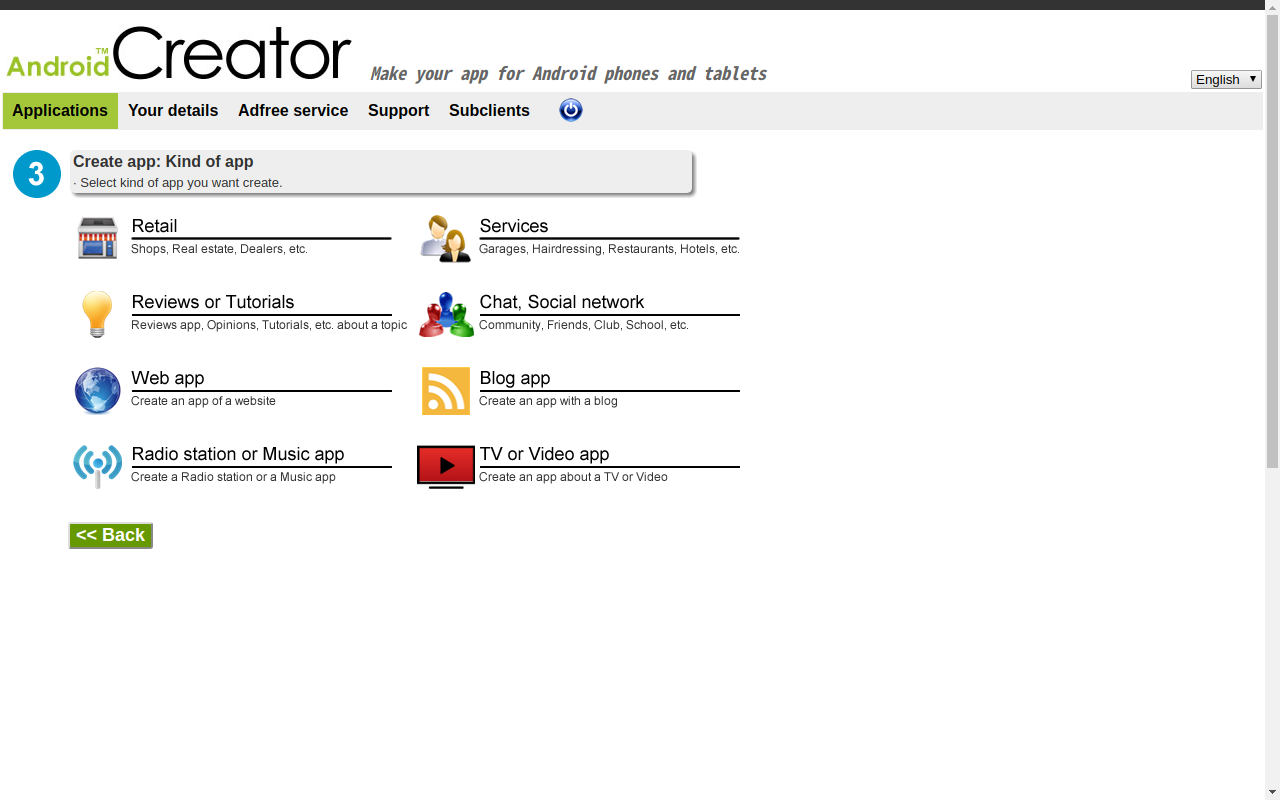 Android™Creator
Make your app for Android phones and tablets
English
Applications Your details Adfree service Support Subclients
3
Create app: Kind of app
· Select kind of app you want create.
Retail
Shops, Real estate, Dealers, etc.
Services
Garages, Hairdressing, Restaurants, Hotels, etc.
Reviews or Tutorials
Reviews app, Opinions, Tutorials, etc. about a topic
Chat, Social network
Community, Friends, Club, School, etc.
Web app
Create an app of a website
Blog app
Create an app with a blog
Radio station or Music app
Create a Radio station or a Music app
TV or Video app
Create an app about a TV or Video
<< Back